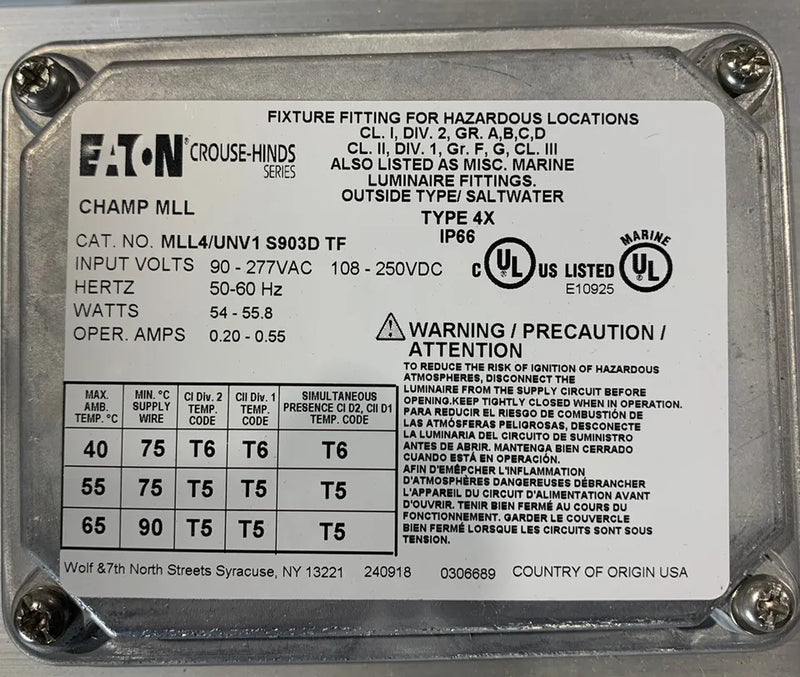 FIXTURE FITTING FOR HAZARDOUS LOCATIONS
CL. I, DIV. 2, GR. A,B,C,D
CL. II, DIV. 1, Gr. F, G, CL. III
ALSO LISTED AS MISC. MARINE
LUMINAIRE FITTINGS.
OUTSIDE TYPE/ SALTWATER
TYPE 4X
IP66
EATON® CROUSE-HINDS
SERIES
CHAMP MLL
CAT. NO. MLL4/UNV1 S903D TF
INPUT VOLTS 90 - 277VAC 108 - 250VDC
HERTZ 50-60 Hz
WATTS 54 - 55.8
OPER. AMPS 0.20 - 0.55
C UL US LISTED MARINE UL
E10925
⚠ WARNING / PRECAUTION /
ATTENTION
TO REDUCE THE RISK OF IGNITION OF HAZARDOUS
ATMOSPHERES, DISCONNECT THE
LUMINAIRE FROM THE SUPPLY CIRCUIT BEFORE
OPENING.KEEP TIGHTLY CLOSED WHEN IN OPERATION.
PARA REDUCIR EL RIESGO DE COMBUSTIÓN DE
LAS ATMÓSFERAS PELIGROSAS, DESCONECTE
LA LUMINARIA DEL CIRCUITO DE SUMINISTRO
ANTES DE ABRIR. MANTENGA BIEN CERRADO
CUANDO ESTÁ EN OPERACIÓN.
AFIN D'EMÊPCHER L'INFLAMMATION
D'ATMOSPHÈRES DANGEREUSES DÉBRANCHER
L'APPAREIL DU CIRCUIT D'ALIMENTATION AVANT
D'OUVRIR. TENIR BIEN FERMÉ AU COURS DU
FONCTIONNEMENT. GARDER LE COUVERCLE
BIEN FERMÉ LORSQUE LES CIRCUITS SONT SOUS
TENSION.
MAX. AMB. TEMP. °C MIN. °C SUPPLY WIRE CI Div. 2 TEMP. CODE CII Div. 1 TEMP. CODE SIMULTANEOUS PRESENCE CI D2, CII D1 TEMP. CODE
40 75 T6 T6 T6
55 75 T5 T5 T5
65 90 T5 T5 T5
Wolf &7th North Streets Syracuse, NY 13221 240918 0306689 COUNTRY OF ORIGIN USA